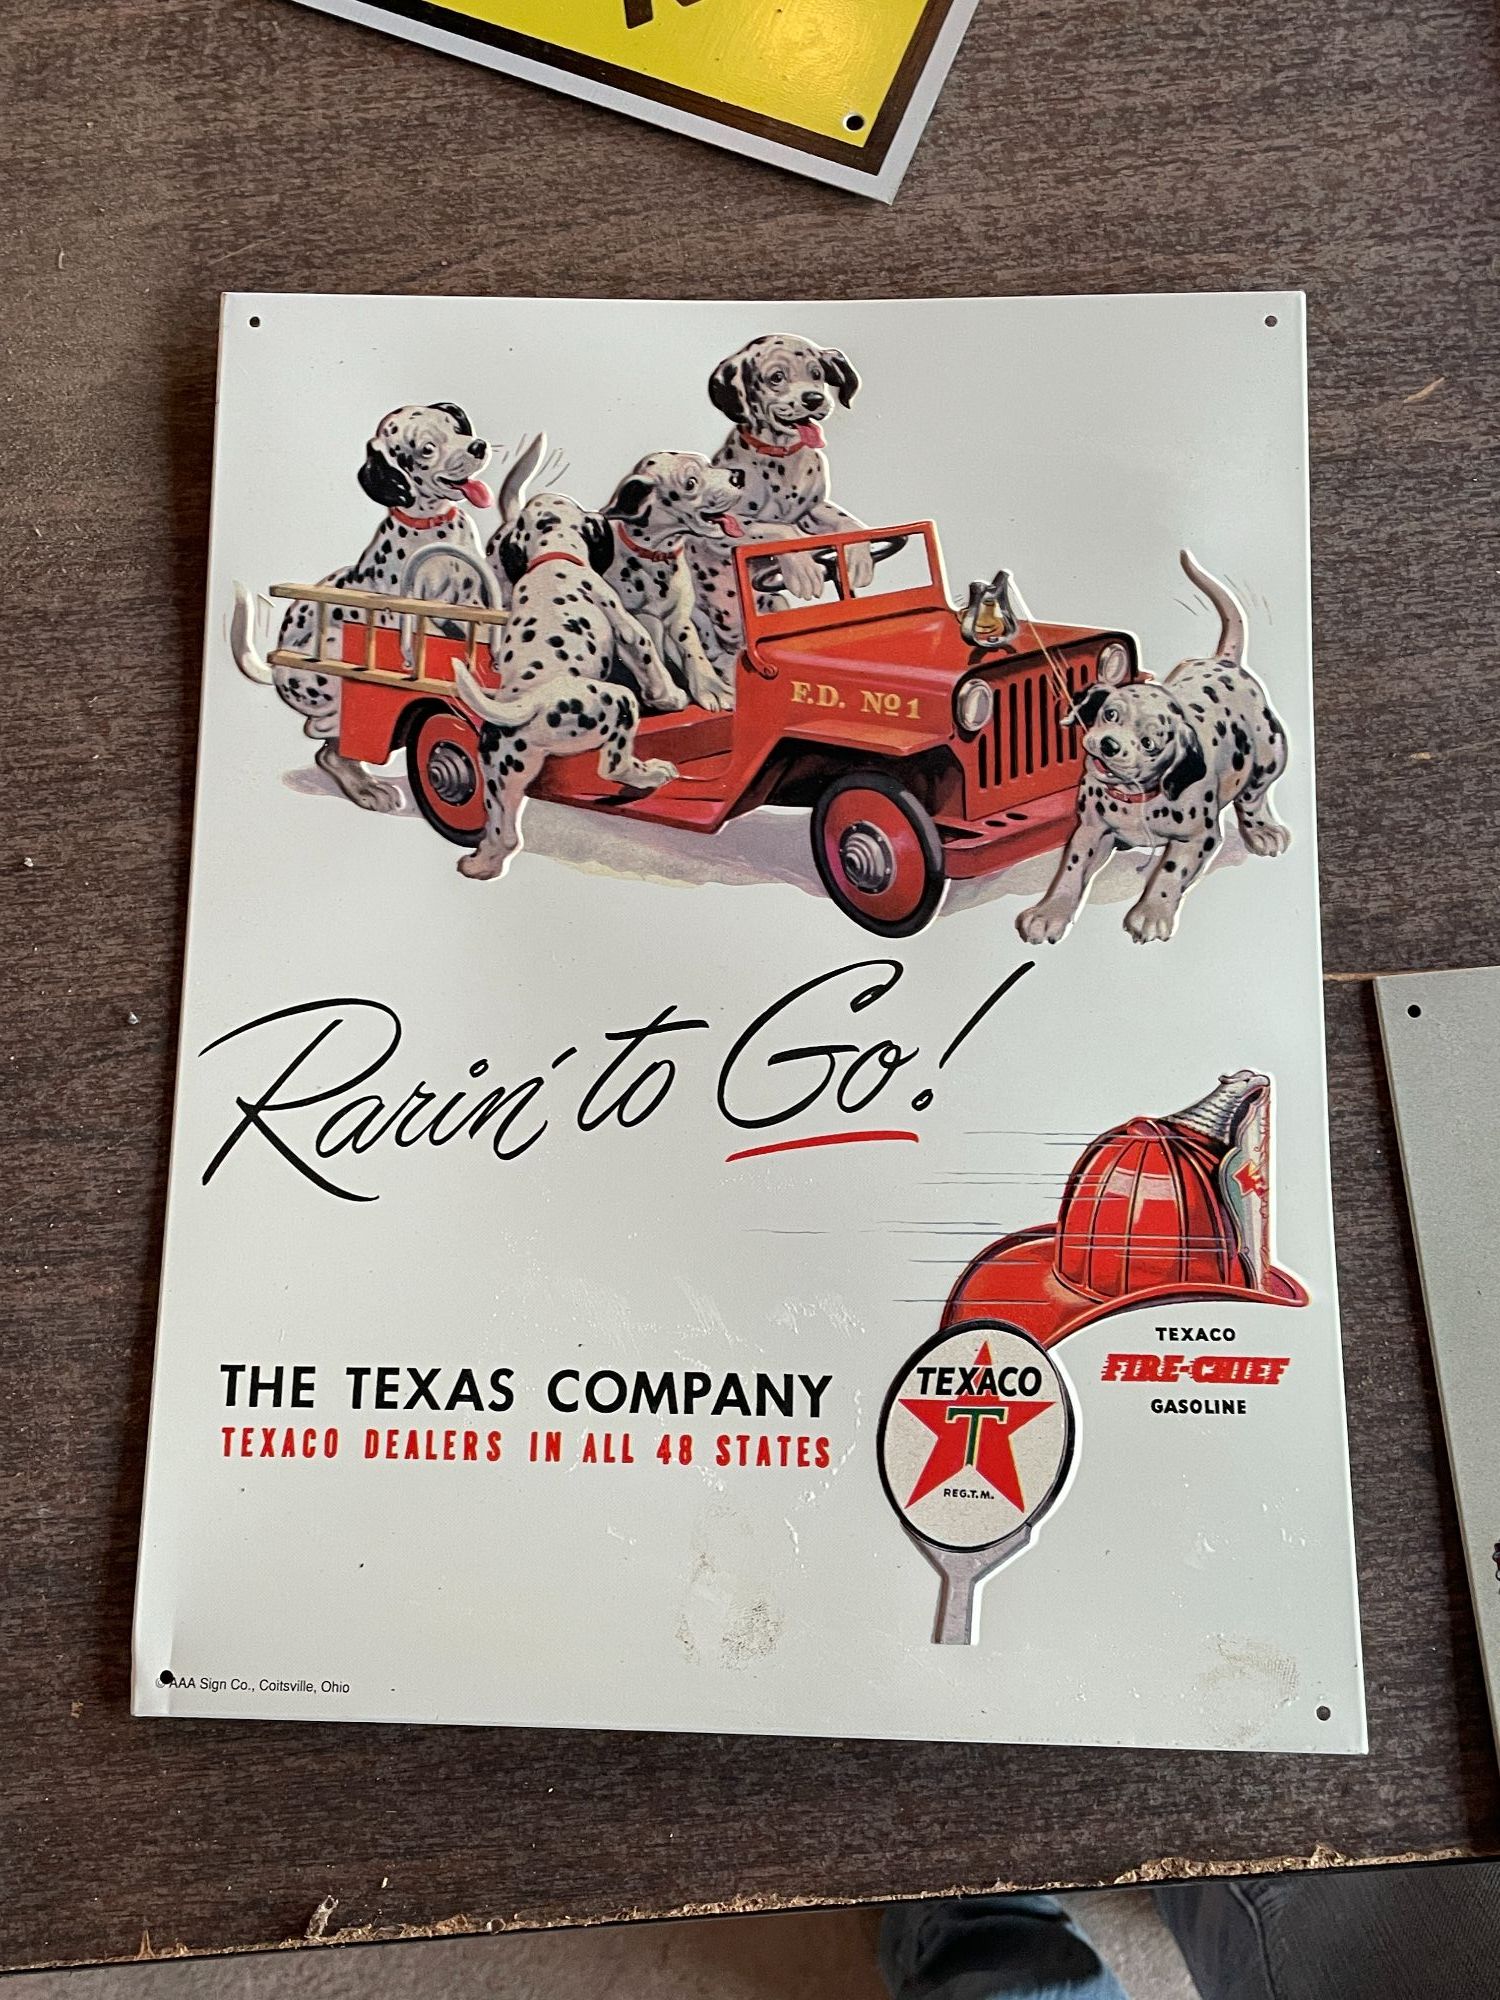 F.D. No 1
Rarin' to Go!
TEXACO
FIRE-CHIEF
GASOLINE
THE TEXAS COMPANY
TEXACO DEALERS IN ALL 48 STATES
TEXACO
T
REG.T.M.
© AAA Sign Co., Coitsville, Ohio